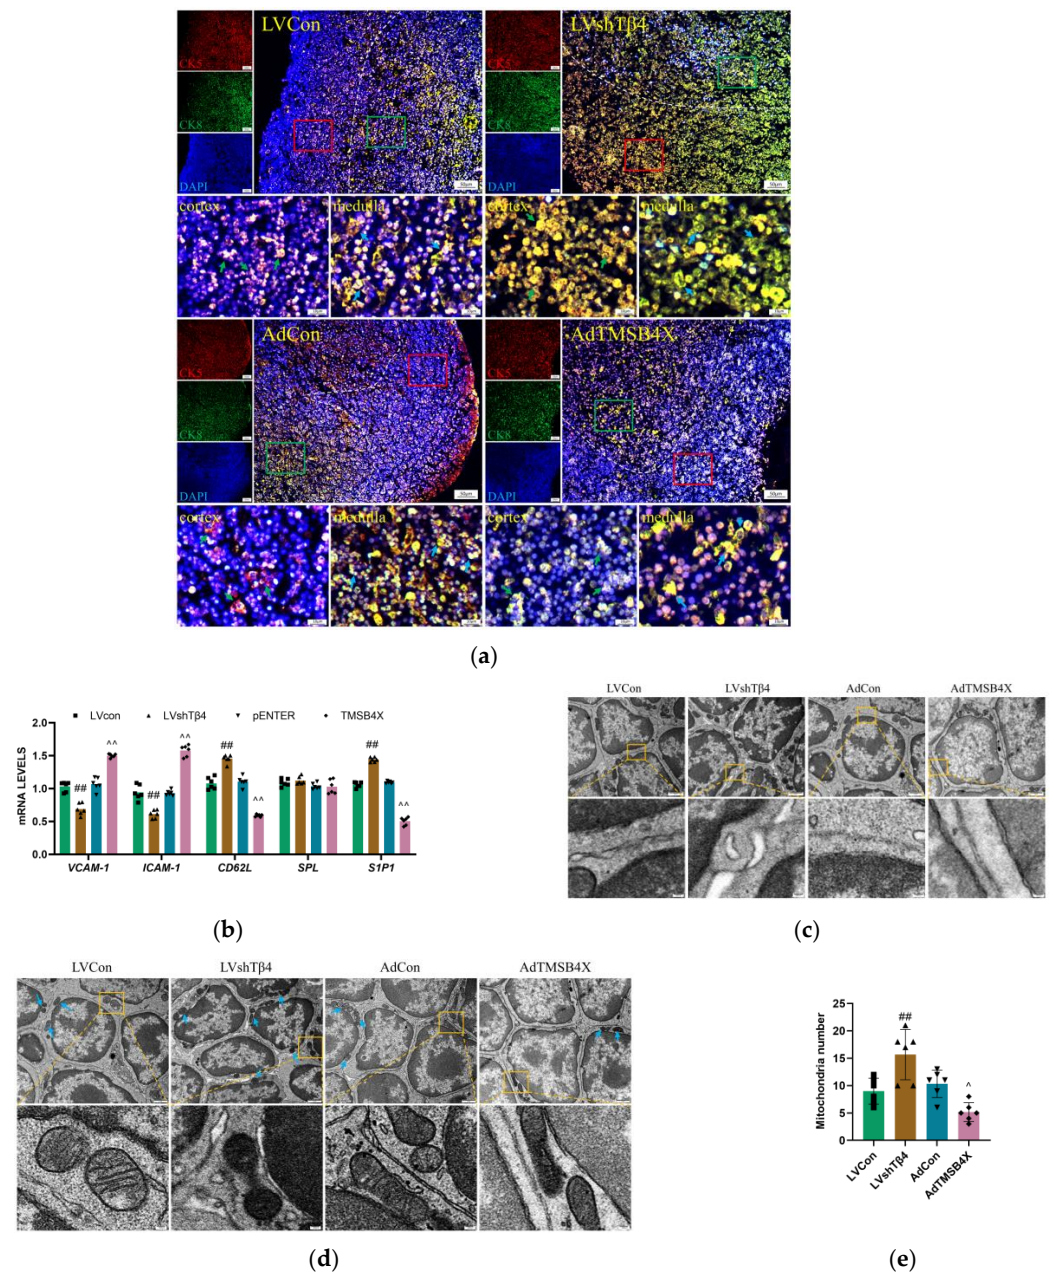 LVCon
LVshTβ4
CK5
CK5
CK8
CK8
DAPI
50μm
DAPI
50μm
cortex
medulla
cortex
medulla
AdCon
AdTMSB4X
CK5
CK5
CK8
CK8
DAPI
50μm
DAPI
50μm
cortex
medulla
cortex
medulla
(a)
LVcon LVshTβ4 pENTER TMSB4X
mRNA LEVELS
2.0
1.5
1.0
0.5
0.0
## ^^
## ^^
## ^^
## ^^
VCAM-1 ICAM-1 CD62L SPL S1P1
(b)
LVCon LVshTβ4 AdCon AdTMSB4X
(c)
LVCon LVshTβ4 AdCon AdTMSB4X
(d)
Mitochondria number
25
20
15
10
5
0
##
^
LVCon LVshTβ4 AdCon AdTMSB4X
(e)